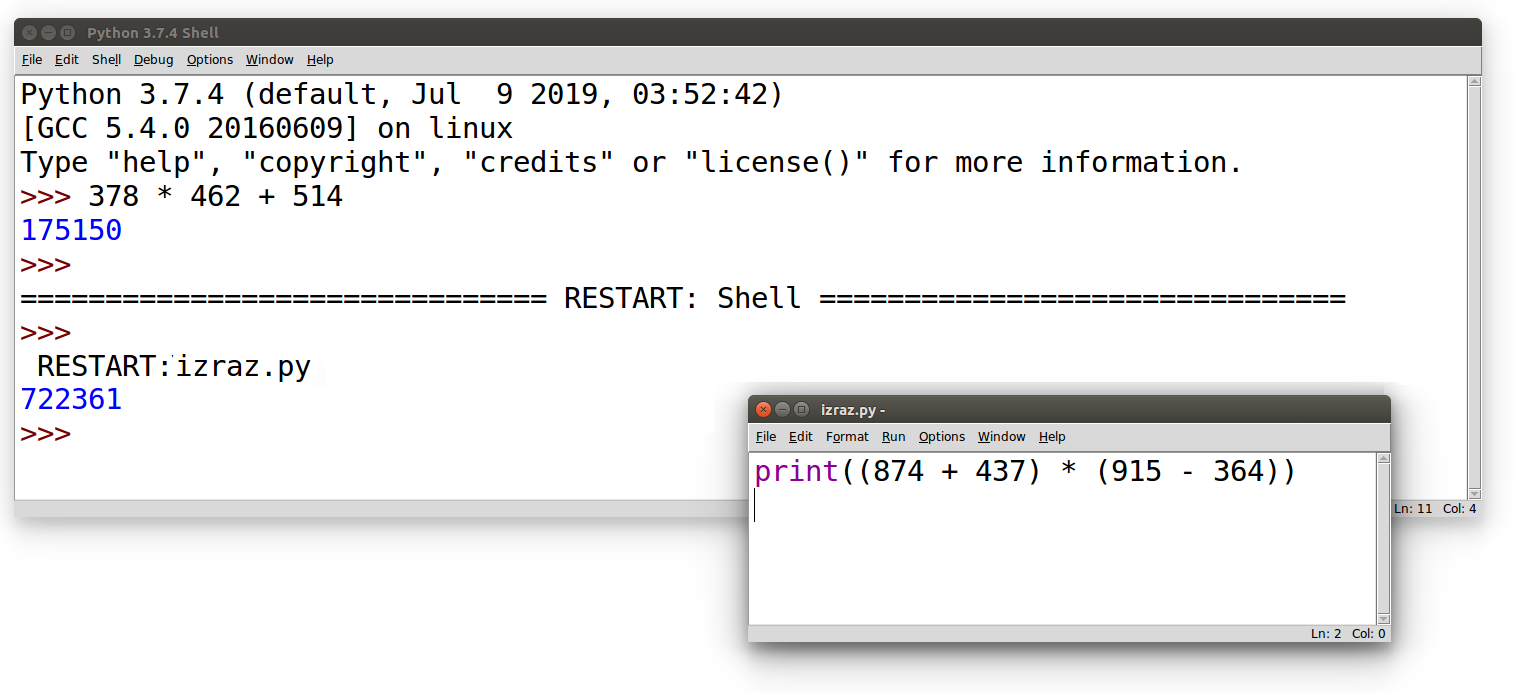 Python 3.7.4 Shell
File Edit Shell Debug Options Window Help
Python 3.7.4 (default, Jul  9 2019, 03:52:42)
[GCC 5.4.0 20160609] on linux
Type "help", "copyright", "credits" or "license()" for more information.
>>> 378 * 462 + 514
175150
>>>
=============================== RESTART: Shell ===============================
>>>
 RESTART: izraz.py
722361
>>>
Ln: 11 Col: 4
izraz.py -
File Edit Format Run Options Window Help
print((874 + 437) * (915 - 364))
Ln: 2 Col: 0